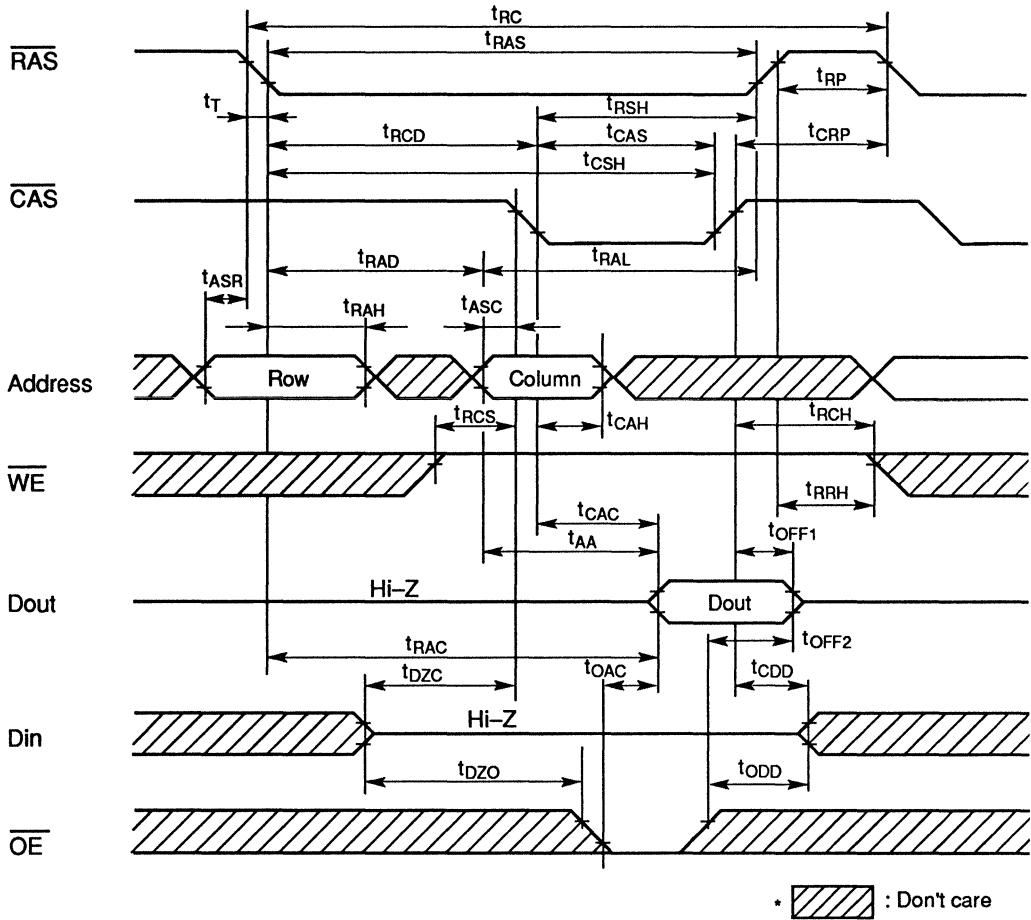 tRC
RAS
tRAS
tRP
tT
tRSH
tRCD
tCAS
tCRP
tCSH
CAS
tRAD
tRAL
tASR
tRAH
tASC
Address
Row
Column
tRCS
tCAH
tRCH
WE
tRRH
tCAC
tOFF1
tAA
Hi–Z
Dout
Dout
tRAC
tOFF2
tDZC
tOAC
tCDD
Hi–Z
Din
tDZO
tODD
OE
* : Don't care